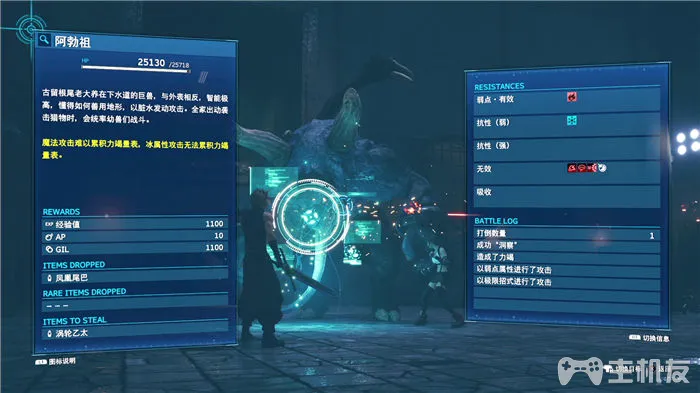 阿勃祖
HP 25130 /25718
古留根尾老大养在下水道的巨兽，与外表相反，智能极
高，懂得如何善用地形，以脏水发动攻击。全家出动袭
击猎物时，会统率幼兽们战斗。
魔法攻击难以累积力竭量表，冰属性攻击无法累积力竭
量表。
REWARDS
EXP 经验值 1100
AP 10
GIL 1100
ITEMS DROPPED
凤凰尾巴
RARE ITEMS DROPPED
- - -
ITEMS TO STEAL
涡轮乙太
图标说明
RESISTANCES
弱点·有效
抗性（弱）
抗性（强）
无效
吸收
BATTLE LOG
打倒数量 1
成功“洞察”
造成了力竭
以弱点属性进行了攻击
以极限招式进行了攻击
切换信息
切换目标
返回
主机友